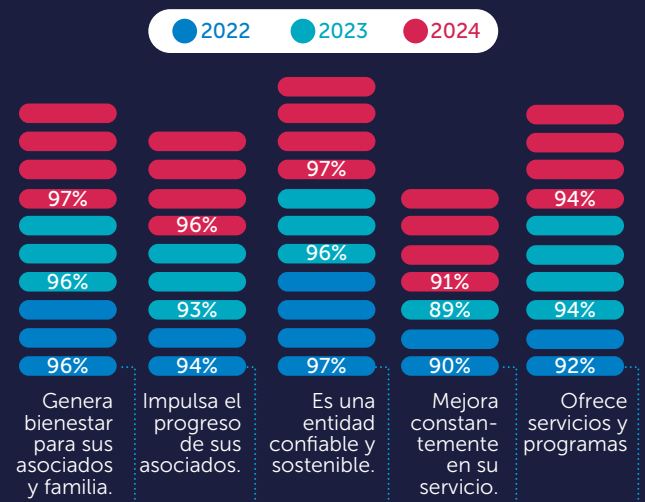 2022 2023 2024
97%
96%
96%
Genera
bienestar
para sus
asociados
y familia.
96%
93%
94%
Impulsa el
progreso
de sus
asociados.
97%
96%
97%
Es una
entidad
confiable y
sostenible.
91%
89%
90%
Mejora
constan-
temente
en su
servicio.
94%
94%
92%
Ofrece
servicios y
programas